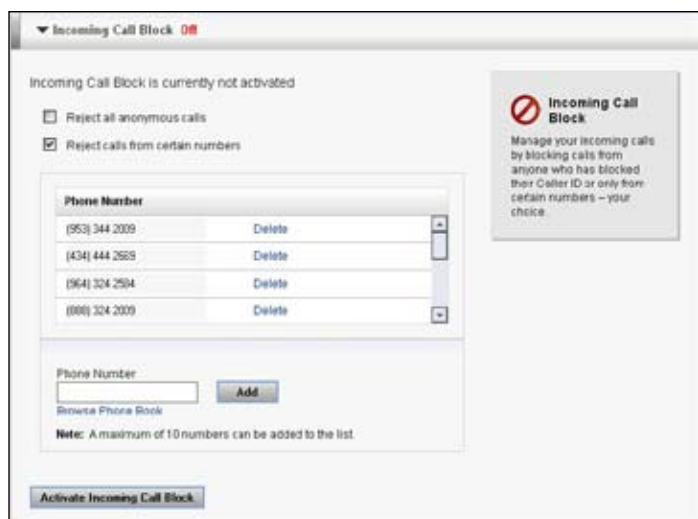 Incoming Call Block Off
Incoming Call Block is currently not activated
Reject all anonymous calls
Reject calls from certain numbers
Phone Number
(953) 344 2009 Delete
(434) 444 2669 Delete
(964) 324 2584 Delete
(888) 324 2009 Delete
Phone Number
Add
Browse Phone Book
Note: A maximum of 10 numbers can be added to the list
Activate Incoming Call Block
Incoming Call
Block
Manage your incoming calls
by blocking calls from
anyone who has blocked
their Caller ID or only from
certain numbers – your
choice.